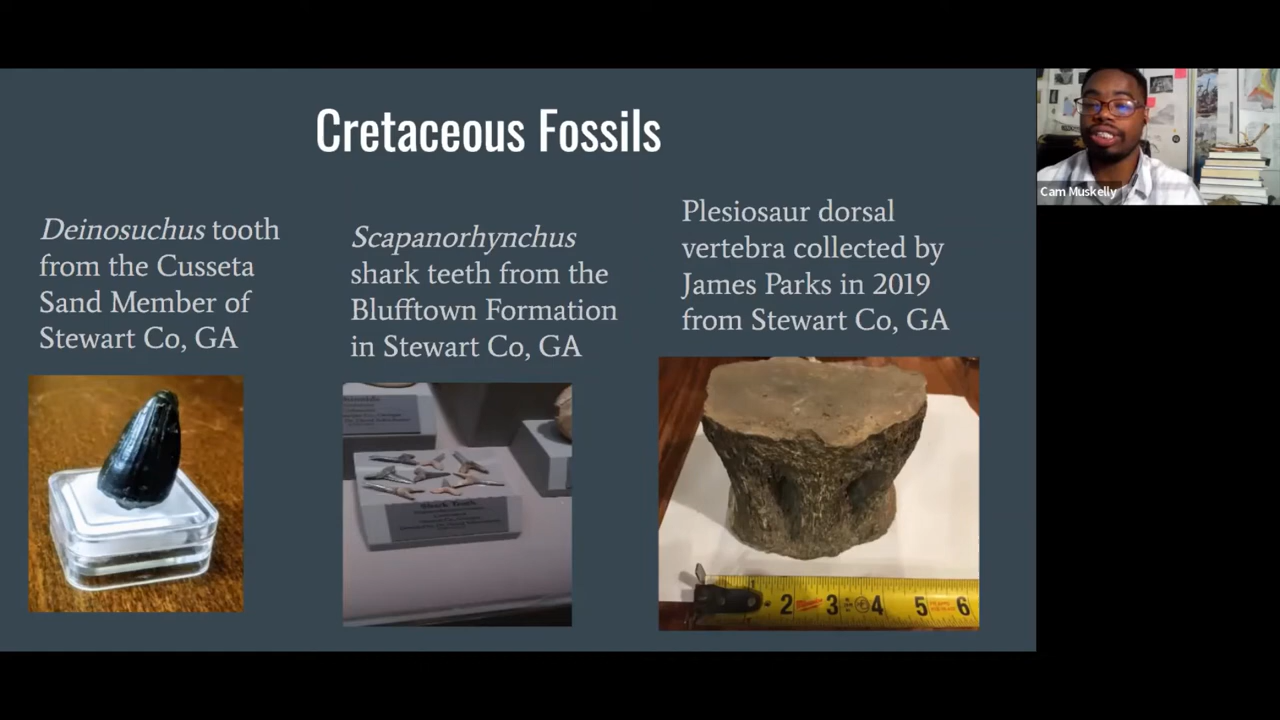 Cretaceous Fossils
Deinosuchus tooth
from the Cusseta
Sand Member of
Stewart Co, GA
Scapanorhynchus
shark teeth from the
Blufftown Formation
in Stewart Co, GA
Plesiosaur dorsal
vertebra collected by
James Parks in 2019
from Stewart Co, GA
Shark Teeth
2 3 4 5 6
Cam Muskelly